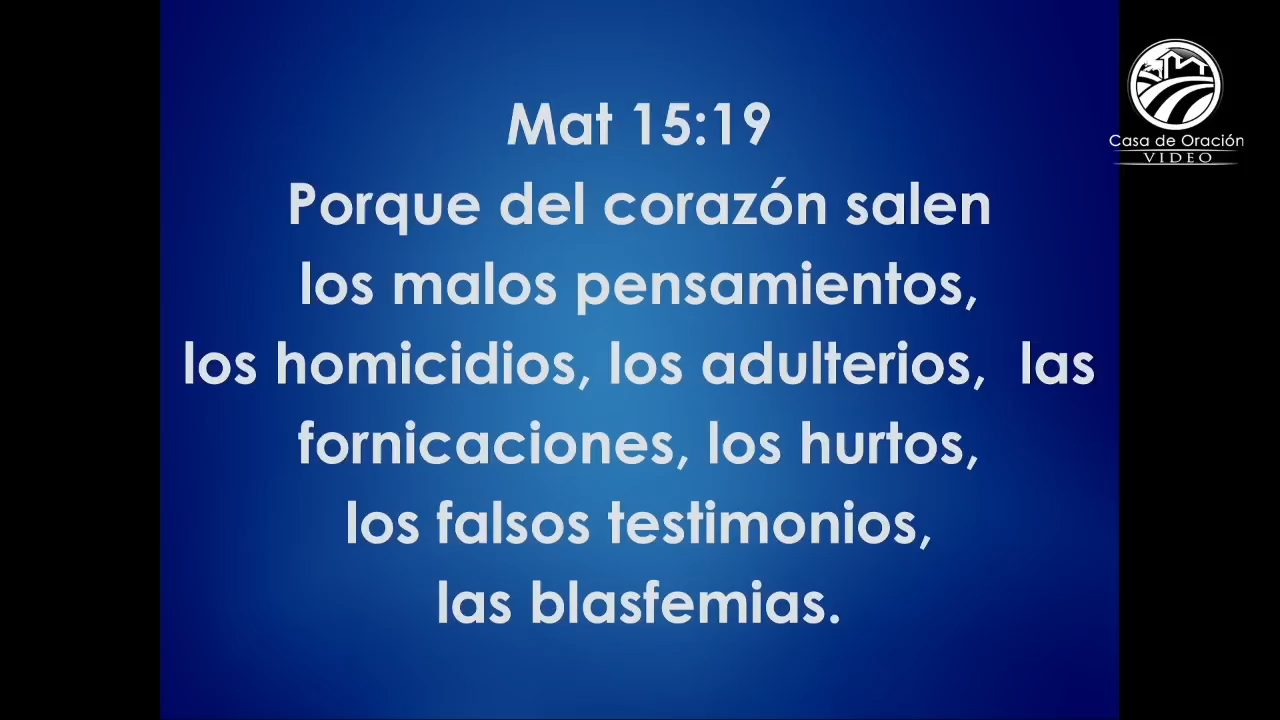 Mat 15:19
Porque del corazón salen
los malos pensamientos,
los homicidios, los adulterios, las
fornicaciones, los hurtos,
los falsos testimonios,
las blasfemias.
Casa de Oración
VIDEO